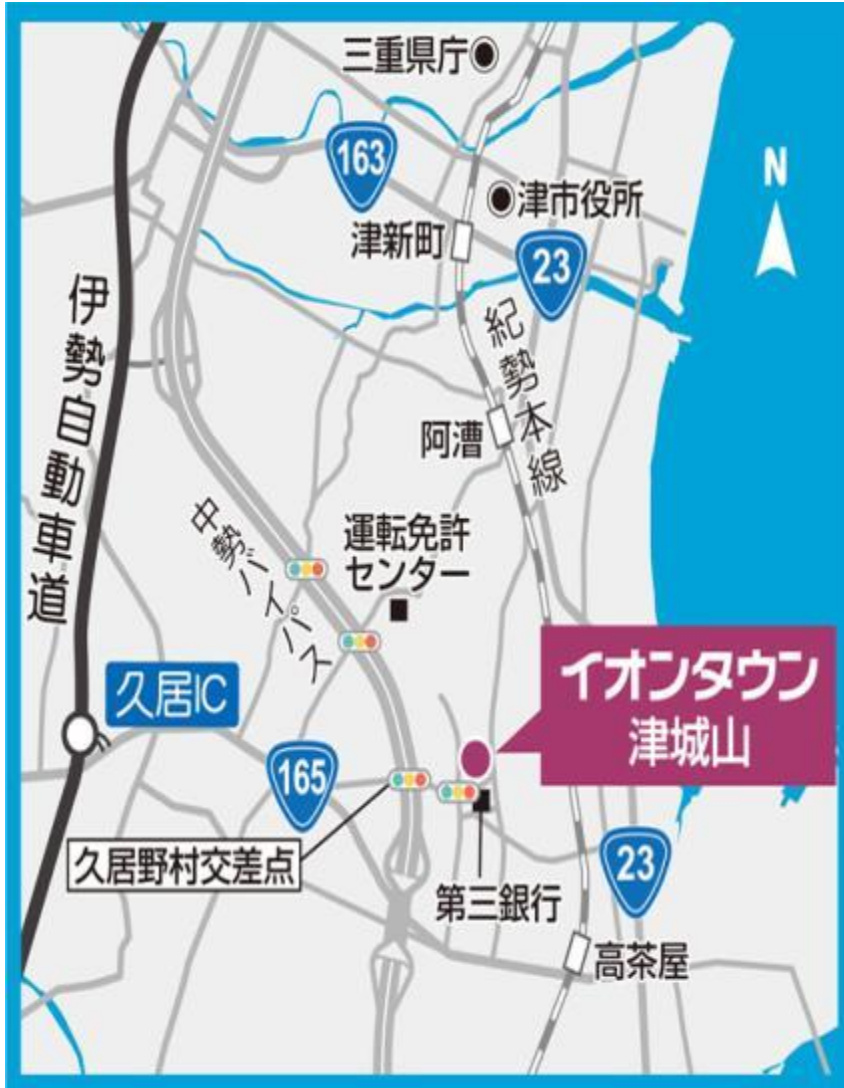 三重県庁
163
津市役所
津新町
23
N
伊勢自動車道
紀勢本線
阿漕
中勢バイパス
運転免許
センター
イオンタウン
津城山
久居IC
165
久居野村交差点
第三銀行
23
高茶屋